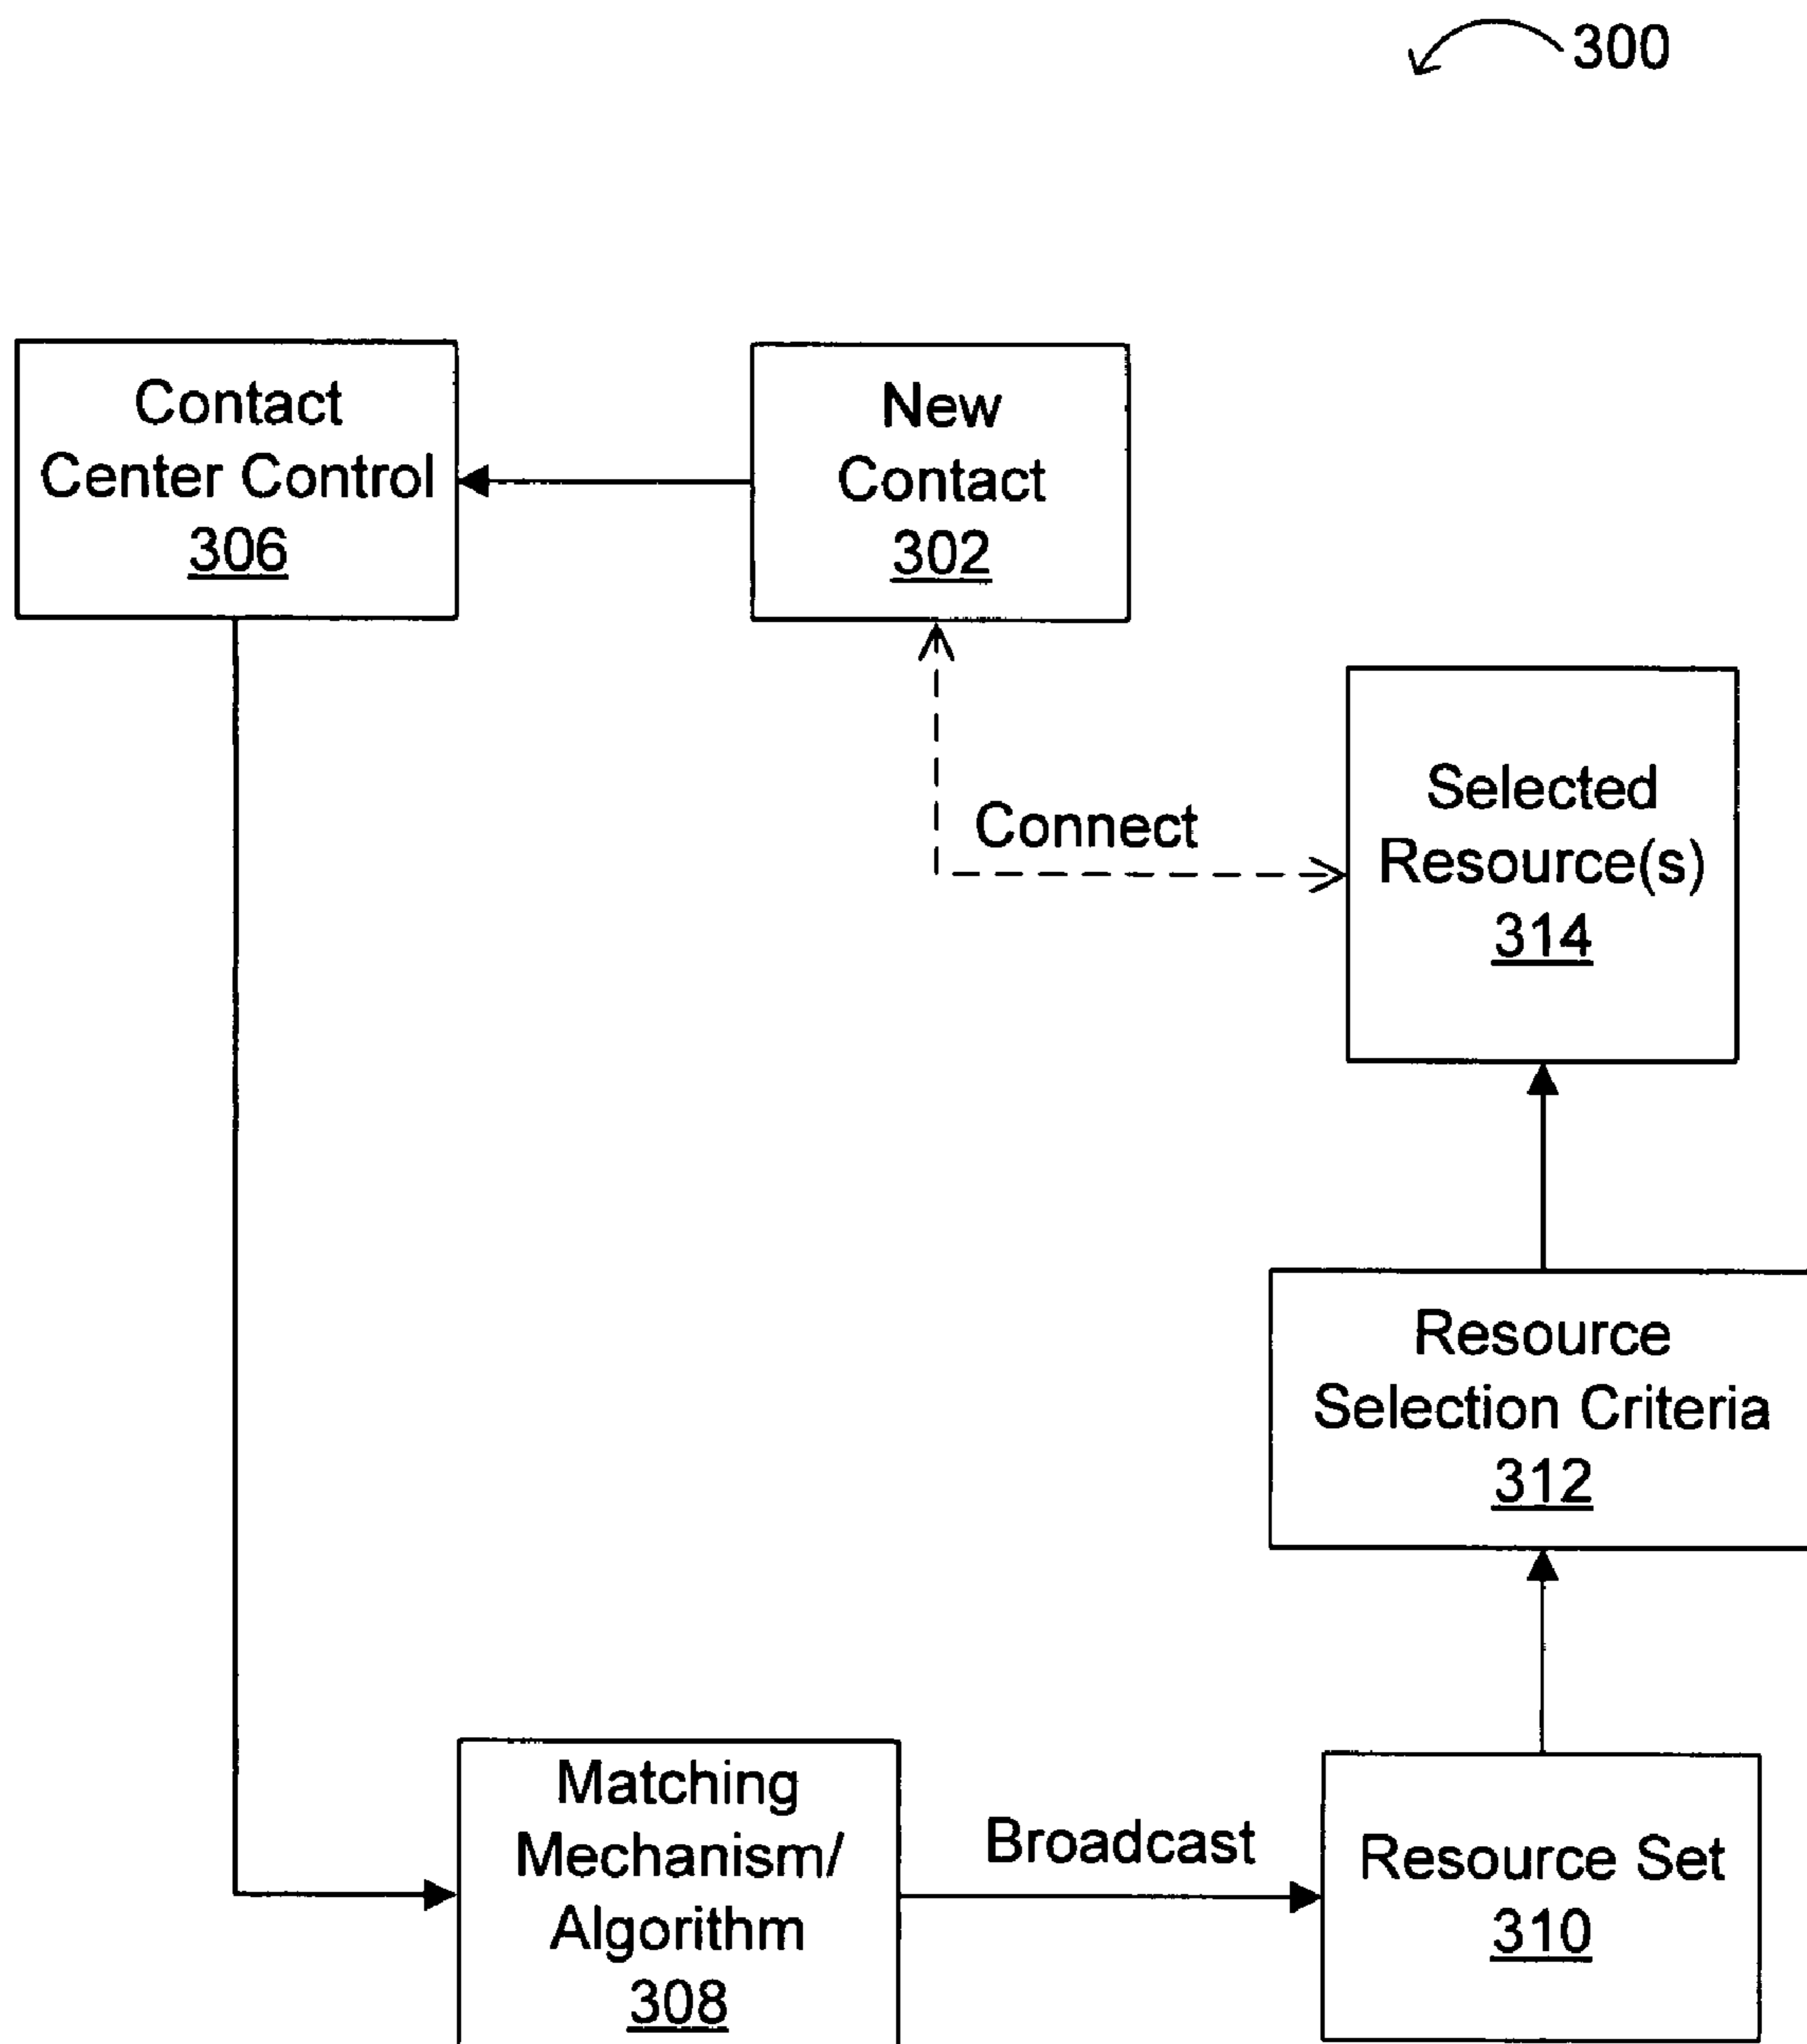 300
Contact
Center Control
306
New
Contact
302
Connect
Selected
Resource(s)
314
Resource
Selection Criteria
312
Matching
Mechanism/
Algorithm
308
Broadcast
Resource Set
310